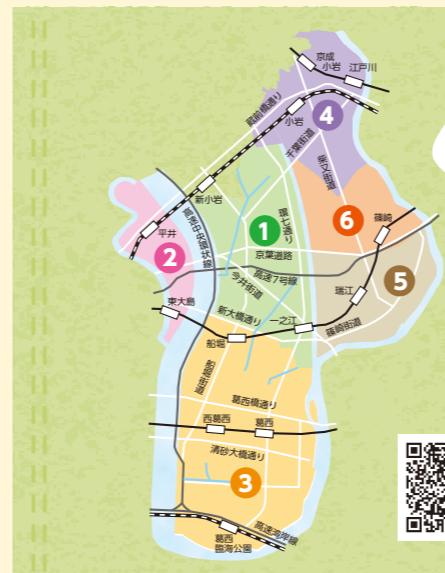 京成
小岩
江戸川
蔵前橋通り
小岩
4
千葉街道
柴又街道
新小岩
環七通り
6
篠崎
平井
高速中央環状線
1
2
京葉道路
高速7号線
5
今井街道
瑞江
東大島
新大橋通り
一之江
篠崎街道
船堀
船堀街道
葛西橋通り
西葛西
葛西
清砂大橋通り
3
高速湾岸線
葛西
臨海公園